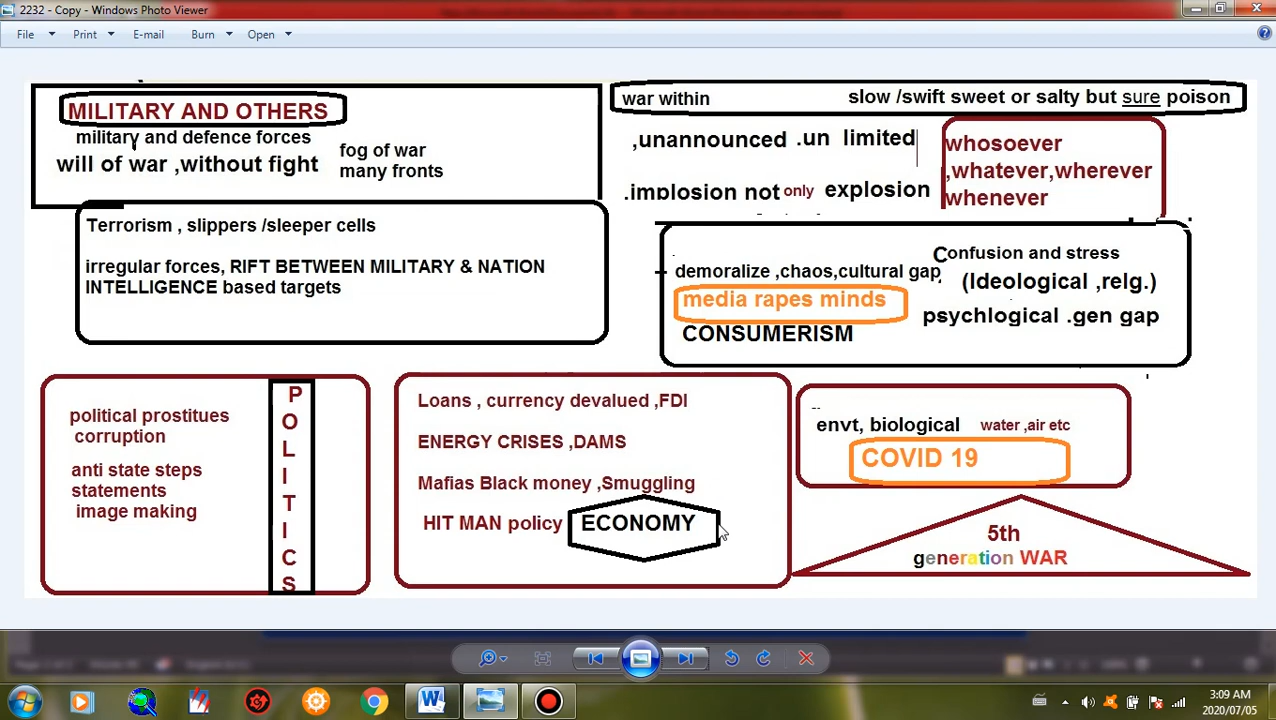 2232 - Copy - Windows Photo Viewer
File Print E-mail Burn Open
MILITARY AND OTHERS
military and defence forces
will of war ,without fight
fog of war
many fronts
war within
slow /swift sweet or salty but sure poison
,unannounced .un limited
.implosion not only explosion
whosoever
,whatever,wherever
whenever
Terrorism , slippers /sleeper cells
irregular forces, RIFT BETWEEN MILITARY & NATION
INTELLIGENCE based targets
demoralize ,chaos,cultural gap
media rapes minds
CONSUMERISM
Confusion and stress
(Ideological ,relg.)
psychlogical .gen gap
political prostitues
corruption
anti state steps
statements
image making
POLITICS
Loans , currency devalued ,FDI
ENERGY CRISES ,DAMS
Mafias Black money ,Smuggling
HIT MAN policy
ECONOMY
envt, biological water ,air etc
COVID 19
5th
generation WAR
3:09 AM
2020/07/05